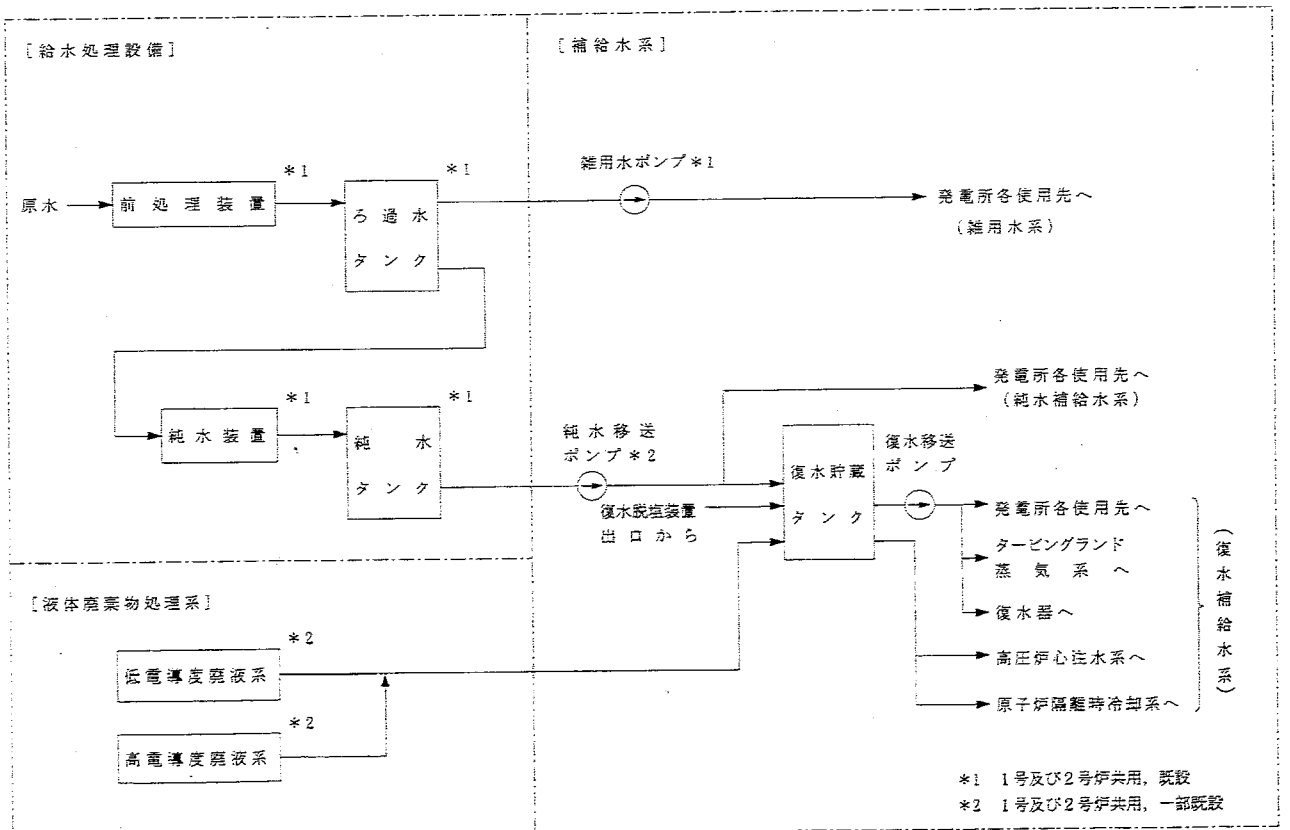 [給水処理設備]
[補給水系]
*1
*1
雑用水ポンプ*1
原水
前処理装置
ろ過水
タンク
発電所各使用先へ
(雑用水系)
発電所各使用先へ
(純水補給水系)
*1
*1
純水装置
純水
タンク
純水移送
ポンプ*2
復水貯蔵
タンク
復水移送
ポンプ
復水脱塩装置
出口から
発電所各使用先へ
タービングランド
蒸気系へ
復水器へ
高圧炉心注水系へ
原子炉隔離時冷却系へ
(復水補給水系)
[液体廃棄物処理系]
*2
低電導度廃液系
*2
高電導度廃液系
*1 1号及び2号炉共用,既設
*2 1号及び2号炉共用,一部既設